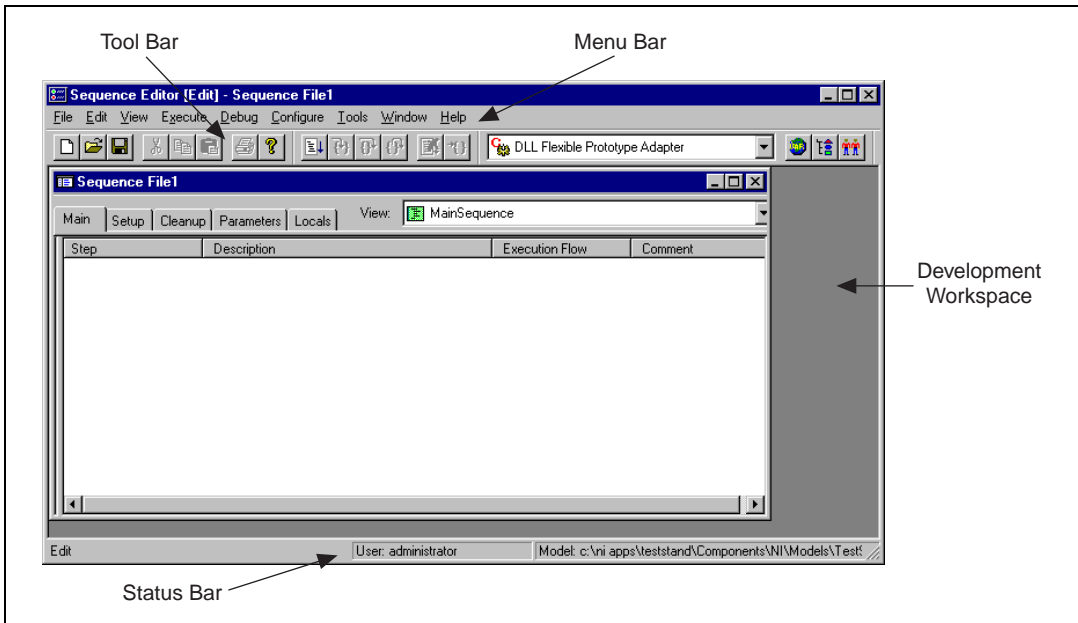 Tool Bar
Menu Bar
Sequence Editor [Edit] - Sequence File1
File Edit View Execute Debug Configure Tools Window Help
DLL Flexible Prototype Adapter
Sequence File1
Main Setup Cleanup Parameters Locals View: MainSequence
Step Description Execution Flow Comment
Development
Workspace
Edit User: administrator Model: c:\ni apps\teststand\Components\NI\Models\Test
Status Bar